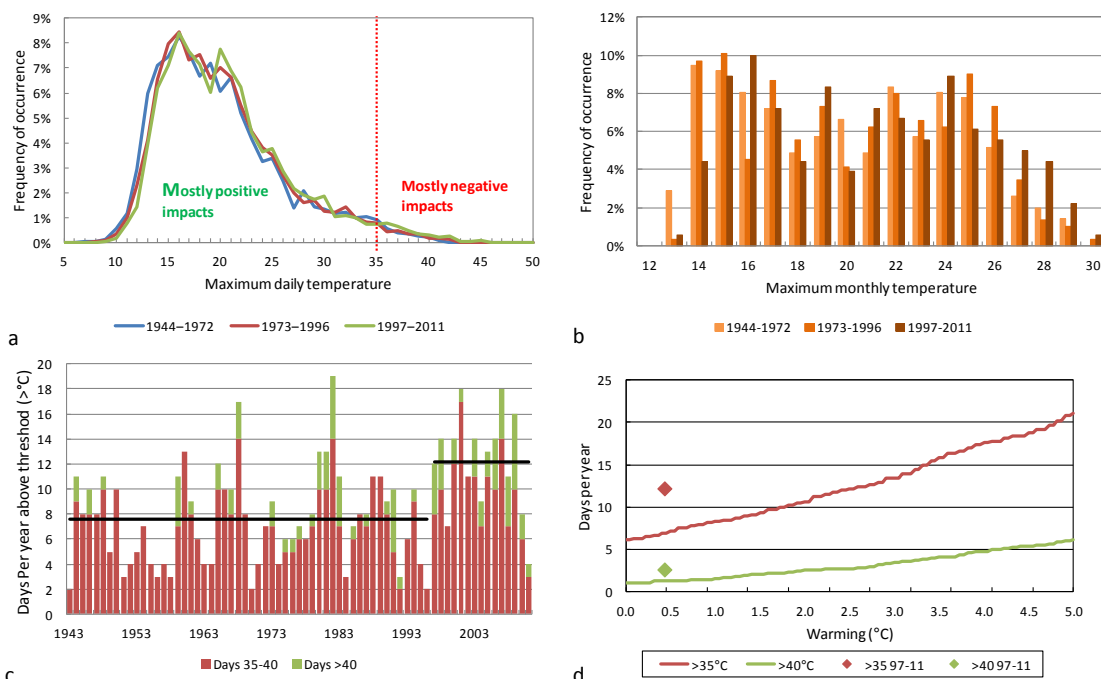 9%
8%
7%
6%
5%
4%
3%
2%
1%
0%
Frequency of occurrence
Mostly positive
impacts
Mostly negative
impacts
5 10 15 20 25 30 35 40 45 50
Maximum daily temperature
1944–1972 1973–1996 1997–2011
a
12%
10%
8%
6%
4%
2%
0%
Frequency of occurrence
12 14 16 18 20 22 24 26 28 30
Maximum monthly temperature
1944-1972 1973-1996 1997-2011
b
20
18
16
14
12
10
8
6
4
2
0
Days Per year above threshod (>°C)
1943 1953 1963 1973 1983 1993 2003
Days 35-40 Days >40
c
25
20
15
10
5
0
Days per year
0.0 0.5 1.0 1.5 2.0 2.5 3.0 3.5 4.0 4.5 5.0
Warming (°C)
>35°C >40°C >35 97-11 >40 97-11
d